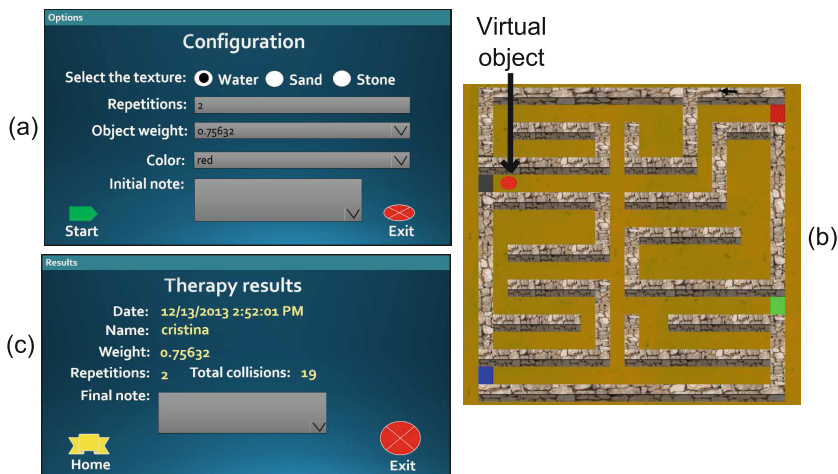 Options
Configuration
Select the texture: Water Sand Stone
Repetitions: 2
Object weight: 0.75632
Color: red
Initial note:
Start Exit
(a)
Results
Therapy results
Date: 12/13/2013 2:52:01 PM
Name: cristina
Weight: 0.75632
Repetitions: 2 Total collisions: 19
Final note:
Home Exit
(c)
Virtual
object
(b)